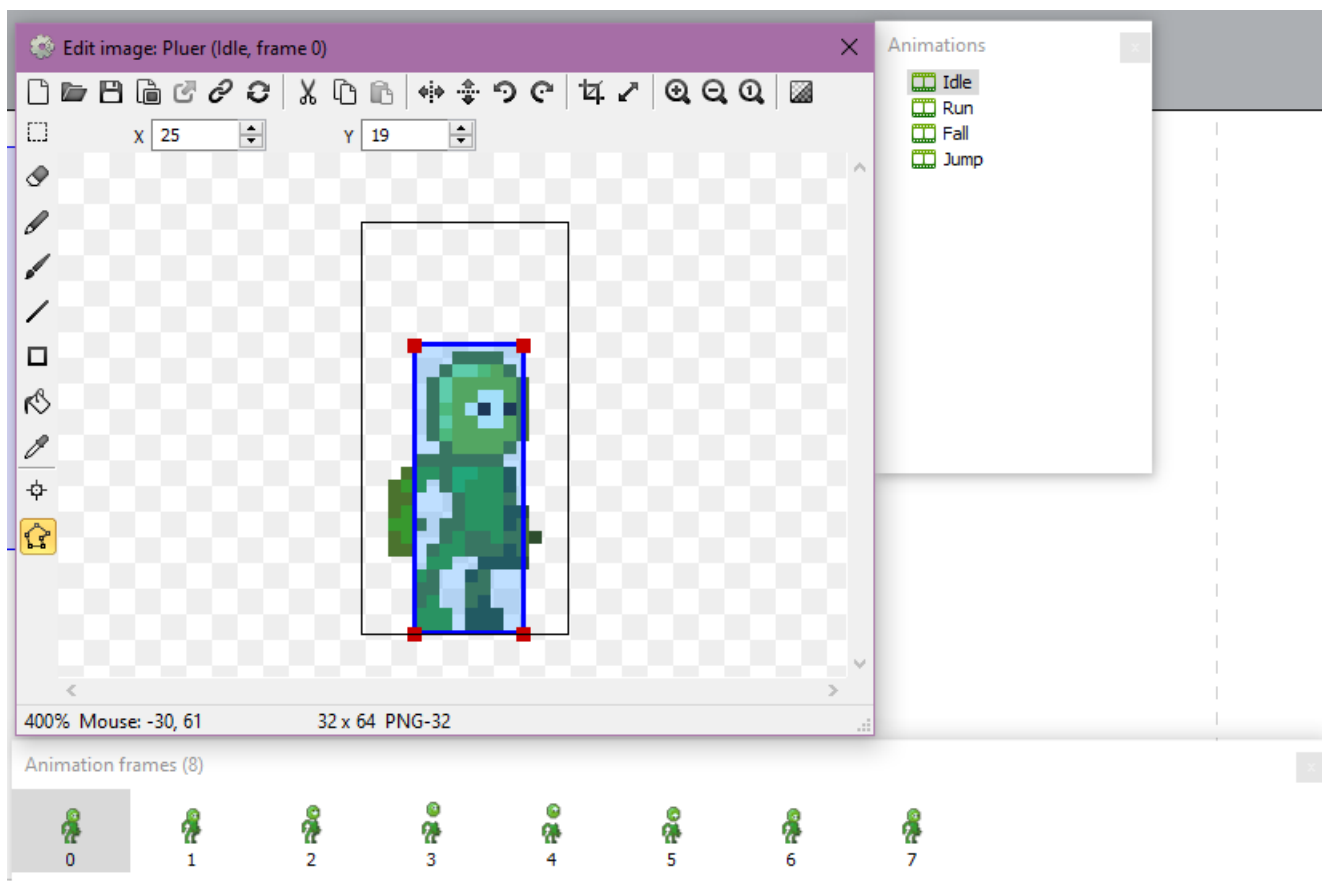 Edit image: Pluer (Idle, frame 0)
Animations
Idle
Run
Fall
Jump
X 25 Y 19
400% Mouse: -30, 61 32 x 64 PNG-32
Animation frames (8)
0 1 2 3 4 5 6 7